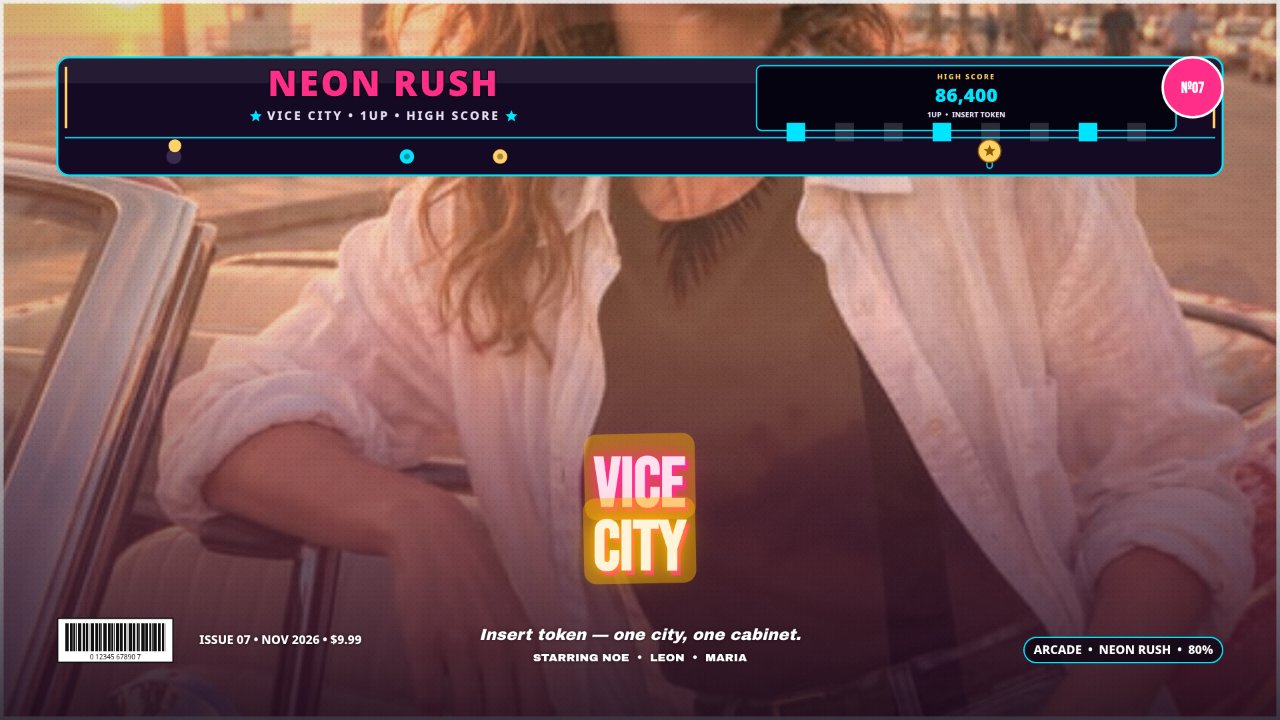 NEON RUSH
★ VICE CITY • 1UP • HIGH SCORE ★
HIGH SCORE
86,400
1UP • INSERT TOKEN
Nº07
VICE
CITY
0 12345 67890 7
ISSUE 07 • NOV 2026 • $9.99
Insert token — one city, one cabinet.
STARRING NOE • LEON • MARIA
ARCADE • NEON RUSH • 80%